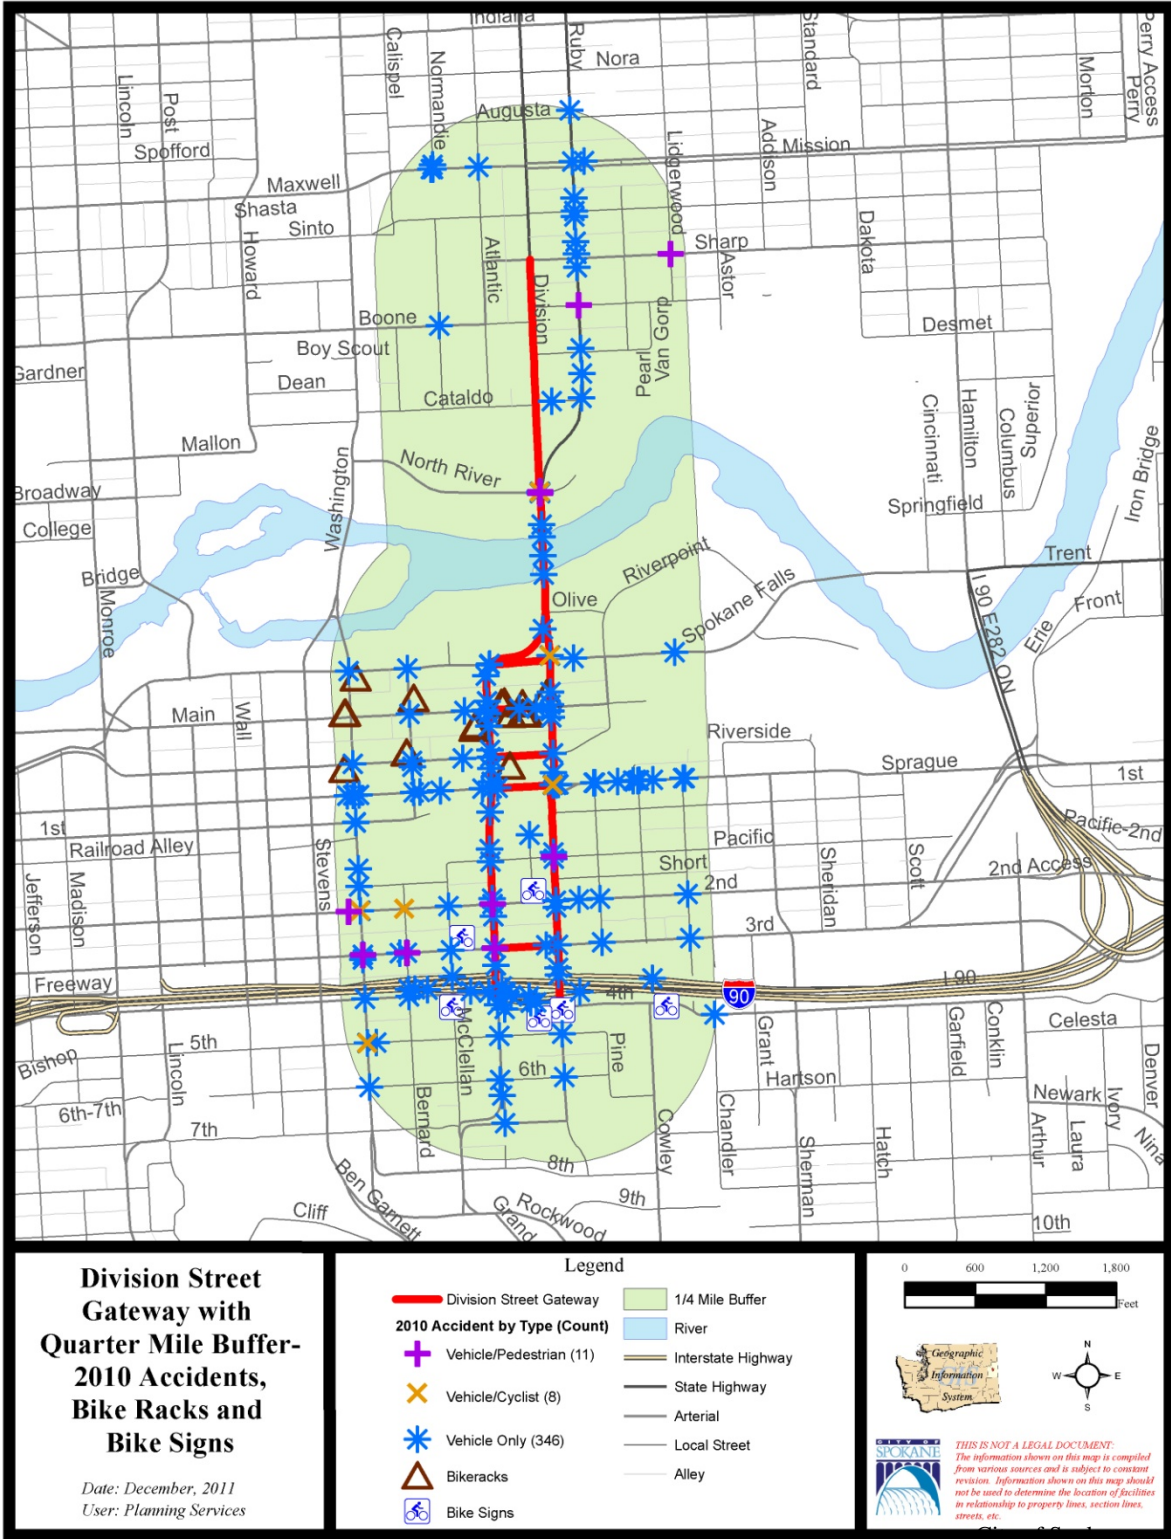 Indiana
Ruby
Nora
Calispel
Normandie
Standard
Perry Access
Perry
Morton
Lincoln
Post
Augusta
Lidgerwood
Addison
Mission
Spofford
Maxwell
Shasta
Sinto
Howard
Atlantic
Division
Sharp
Astor
Dakota
Boone
Boy Scout
Dean
Cataldo
Pearl
Van Gorp
Desmet
Gardner
Mallon
Washington
North River
Cincinnati
Hamilton
Columbus
Superior
Iron Bridge
Broadway
College
Springfield
Bridge
Monroe
Riverpoint
Olive
Spokane Falls
Trent
Front
Erie
I 90 E282 ON
Main
Wall
Riverside
Sprague
1st
1st
Railroad Alley
Pacific
Pacific-2nd
Short
2nd
2nd Access
Jefferson
Madison
Stevens
Sheridan
Scott
3rd
Freeway
I 90
90
4th
5th
Bishop
Lincoln
McClellan
Pine
6th
Grant
Hartson
Garfield
Conklin
Celesta
Denver
6th-7th
7th
Bernard
Cowley
Chandler
Sherman
Hatch
Newark
Arthur
Laura
Ivory
Nina
8th
9th
Ben Garnett
Cliff
Grand
Rockwood
10th
Division Street
Gateway with
Quarter Mile Buffer-
2010 Accidents,
Bike Racks and
Bike Signs
Date: December, 2011
User: Planning Services
Legend
Division Street Gateway
2010 Accident by Type (Count)
Vehicle/Pedestrian (11)
Vehicle/Cyclist (8)
Vehicle Only (346)
Bikeracks
Bike Signs
1/4 Mile Buffer
River
Interstate Highway
State Highway
Arterial
Local Street
Alley
0 600 1,200 1,800
Feet
Geographic
Information
System
GIS
N
W E
S
CITY OF
SPOKANE
THIS IS NOT A LEGAL DOCUMENT:
The information shown on this map is compiled
from various sources and is subject to constant
revision. Information shown on this map should
not be used to determine the location of facilities
in relationship to property lines, section lines,
streets, etc.